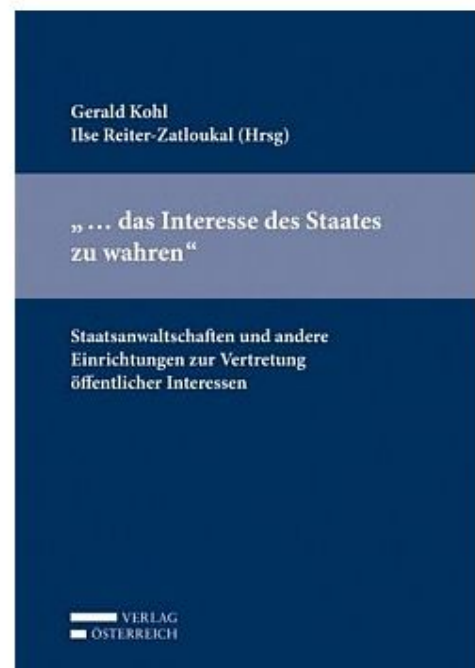 Gerald Kohl
Ilse Reiter-Zatloukal (Hrsg)
„ … das Interesse des Staates
zu wahren“
Staatsanwaltschaften und andere
Einrichtungen zur Vertretung
öffentlicher Interessen
VERLAG
ÖSTERREICH